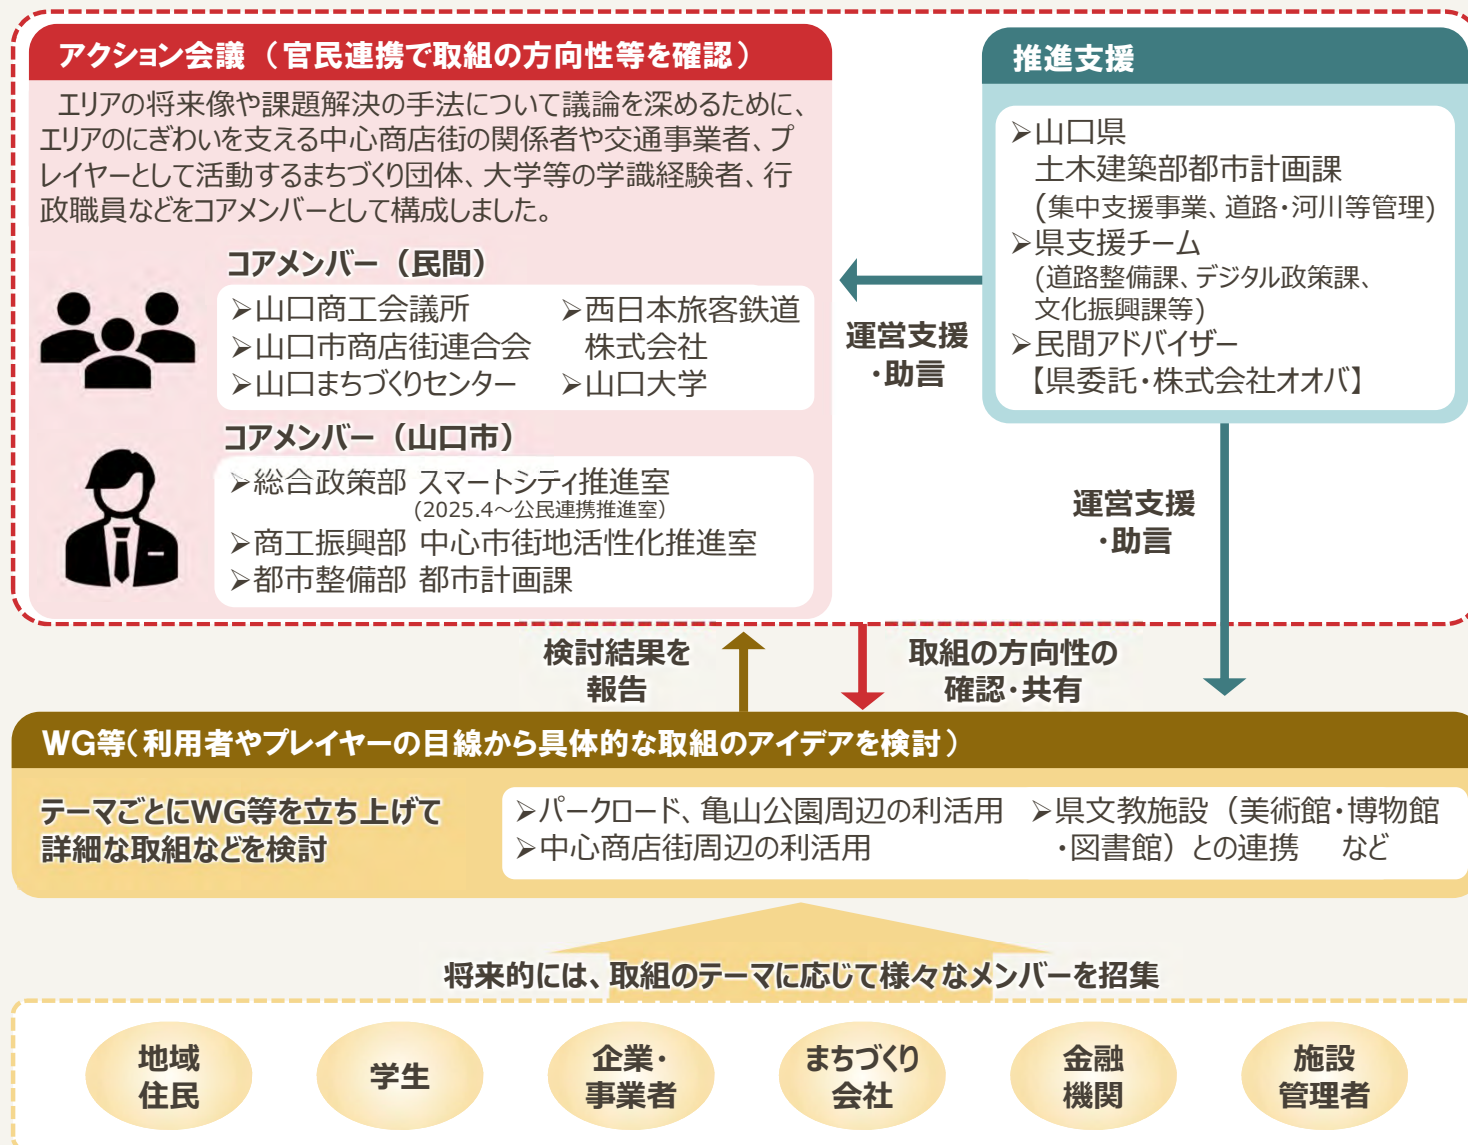 アクション会議（官民連携で取組の方向性等を確認）
エリアの将来像や課題解決の手法について議論を深めるために、
エリアのにぎわいを支える中心商店街の関係者や交通事業者、プ
レイヤーとして活動するまちづくり団体、大学等の学識経験者、行
政職員などをコアメンバーとして構成しました。
コアメンバー（民間）
➢山口商工会議所
➢山口市商店街連合会
➢山口まちづくりセンター
➢西日本旅客鉄道
株式会社
➢山口大学
コアメンバー（山口市）
➢総合政策部 スマートシティ推進室
(2025.4～公民連携推進室)
➢商工振興部 中心市街地活性化推進室
➢都市整備部 都市計画課
推進支援
➢山口県
土木建築部都市計画課
(集中支援事業、道路・河川等管理)
➢県支援チーム
(道路整備課、デジタル政策課、
文化振興課等)
➢民間アドバイザー
【県委託・株式会社オオバ】
運営支援
・助言
運営支援
・助言
検討結果を
報告
取組の方向性の
確認・共有
WG等（利用者やプレイヤーの目線から具体的な取組のアイデアを検討）
テーマごとにWG等を立ち上げて
詳細な取組などを検討
➢パークロード、亀山公園周辺の利活用
➢中心商店街周辺の利活用
➢県文教施設（美術館・博物館
・図書館）との連携　など
将来的には、取組のテーマに応じて様々なメンバーを招集
地域
住民
学生
企業・
事業者
まちづくり
会社
金融
機関
施設
管理者